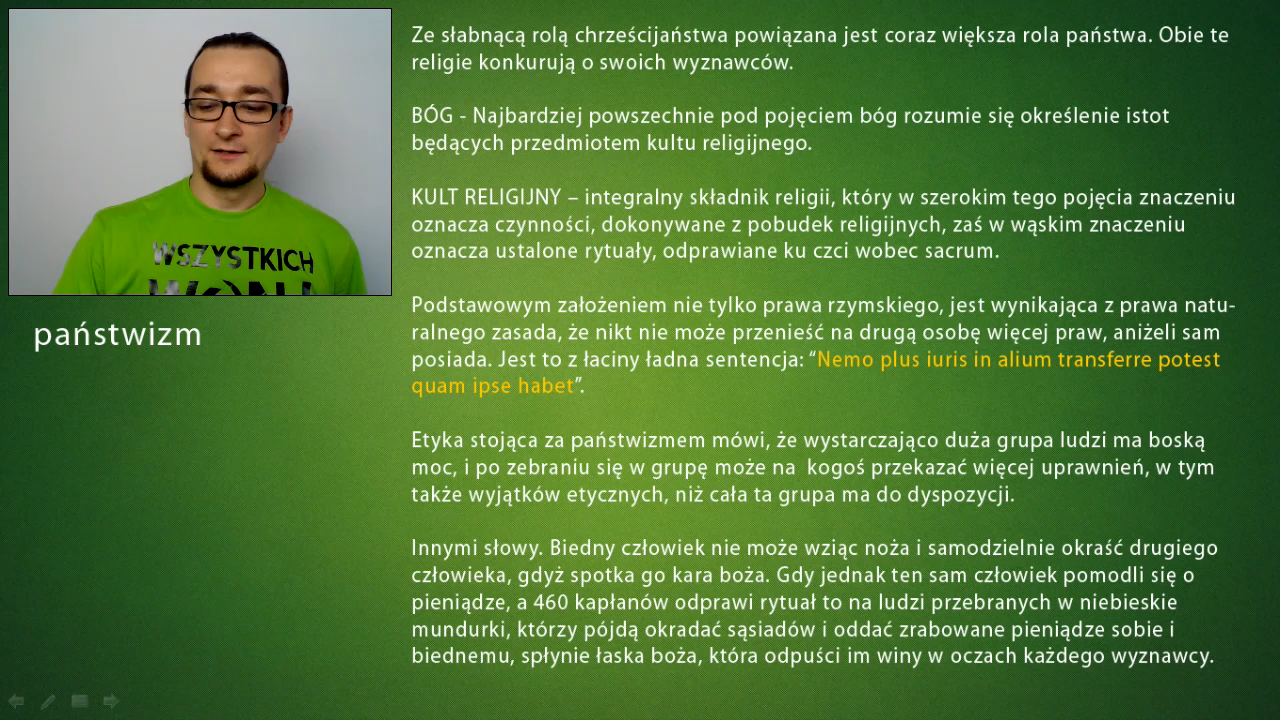 WSZYSTKICH
państwizm
Ze słabnącą rolą chrześcijaństwa powiązana jest coraz większa rola państwa. Obie te
religie konkurują o swoich wyznawców.
BÓG - Najbardziej powszechnie pod pojęciem bóg rozumie się określenie istot
będących przedmiotem kultu religijnego.
KULT RELIGIJNY – integralny składnik religii, który w szerokim tego pojęcia znaczeniu
oznacza czynności, dokonywane z pobudek religijnych, zaś w wąskim znaczeniu
oznacza ustalone rytuały, odprawiane ku czci wobec sacrum.
Podstawowym założeniem nie tylko prawa rzymskiego, jest wynikająca z prawa natu-
ralnego zasada, że nikt nie może przenieść na drugą osobę więcej praw, aniżeli sam
posiada. Jest to z łaciny ładna sentencja: “Nemo plus iuris in alium transferre potest
quam ipse habet”.
Etyka stojąca za państwizmem mówi, że wystarczająco duża grupa ludzi ma boską
moc, i po zebraniu się w grupę może na kogoś przekazać więcej uprawnień, w tym
także wyjątków etycznych, niż cała ta grupa ma do dyspozycji.
Innymi słowy. Biedny człowiek nie może wziąc noża i samodzielnie okraść drugiego
człowieka, gdyż spotka go kara boża. Gdy jednak ten sam człowiek pomodli się o
pieniądze, a 460 kapłanów odprawi rytuał to na ludzi przebranych w niebieskie
mundurki, którzy pójdą okradać sąsiadów i oddać zrabowane pieniądze sobie i
biednemu, spłynie łaska boża, która odpuści im winy w oczach każdego wyznawcy.